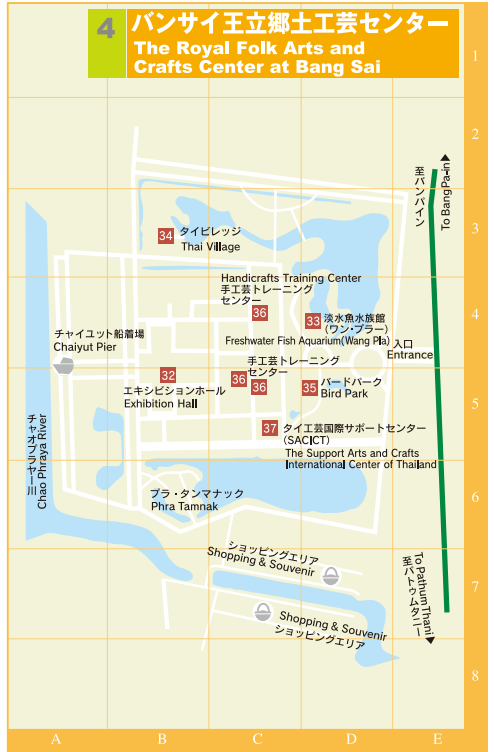 4
バンサイ王立郷土工芸センター
The Royal Folk Arts and
Crafts Center at Bang Sai
1
2
3
4
5
6
7
8
至バンパイン
To Bang Pa-in
34
タイビレッジ
Thai Village
Handicrafts Training Center
手工芸トレーニング
センター
36
33
淡水魚水族館
(ワン・プラー)
Freshwater Fish Aquarium(Wang Pla)
入口
Entrance
チャイユット船着場
Chaiyut Pier
手工芸トレーニング
センター
32
36
36
35
バードパーク
Bird Park
エキシビションホール
Exhibition Hall
37
タイ工芸国際サポートセンター
(SACICT)
The Support Arts and Crafts
International Center of Thailand
チャオプラヤー川
Chao Phraya River
プラ・タンマナック
Phra Tamnak
ショッピングエリア
Shopping & Souvenir
To Pathum Thani
至パトゥムタニー
Shopping & Souvenir
ショッピングエリア
A
B
C
D
E